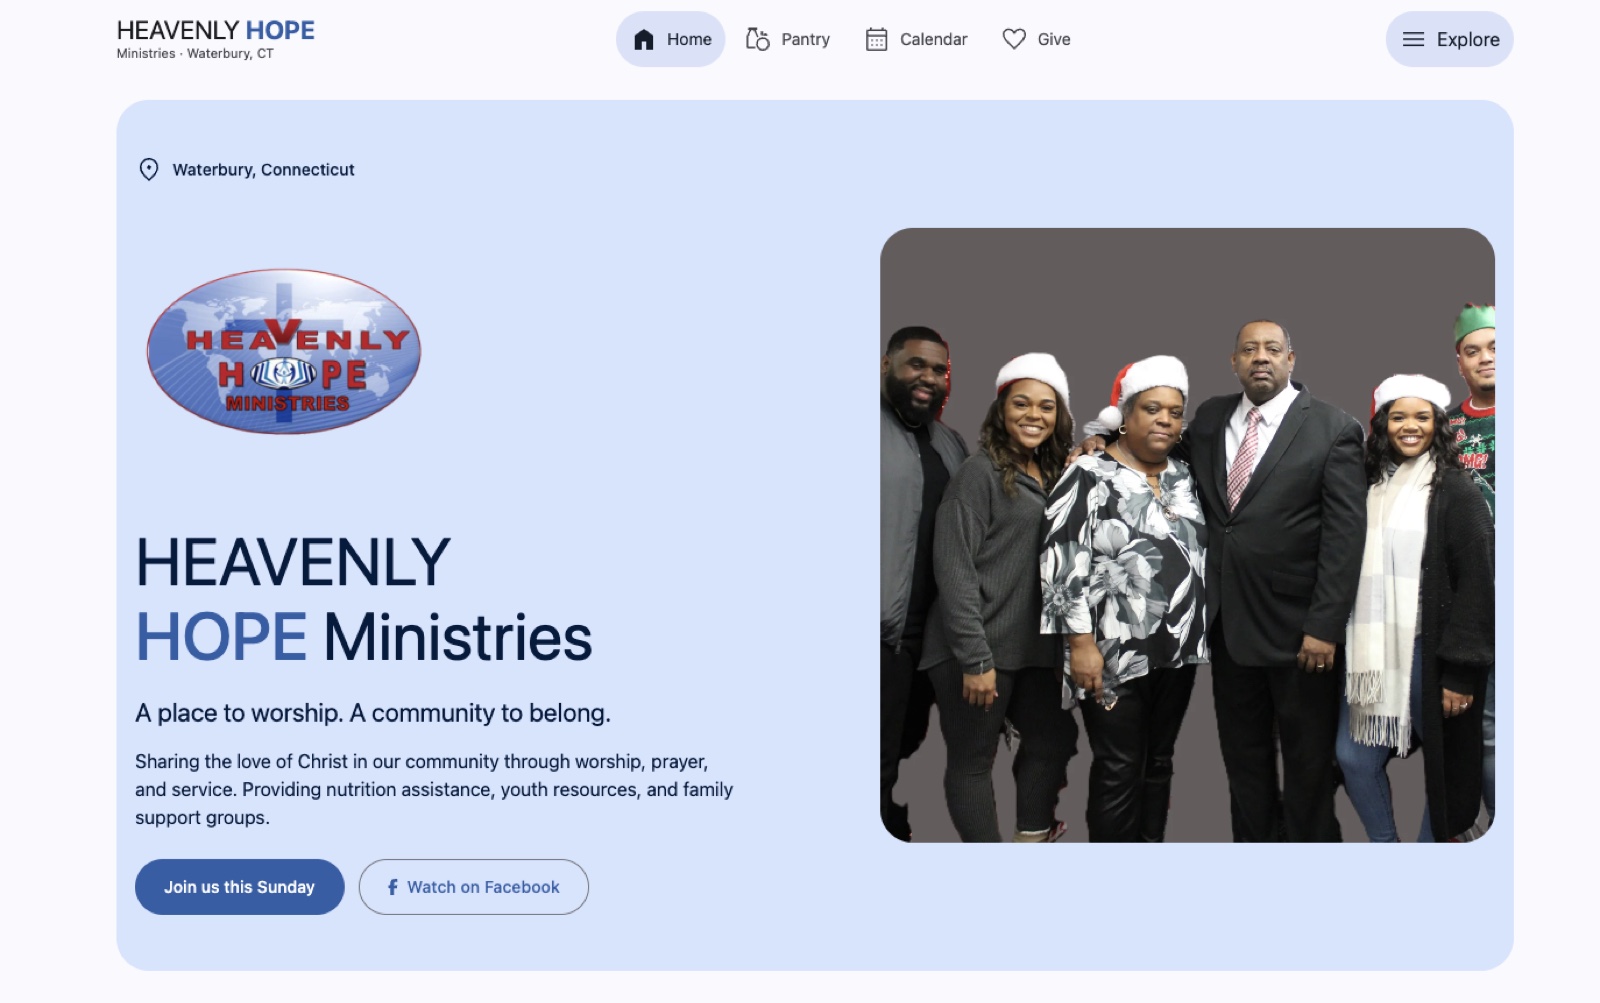 HEAVENLY HOPE
Ministries · Waterbury, CT
Home
Pantry
Calendar
Give
Explore
Waterbury, Connecticut
HEAVENLY
HOPE
MINISTRIES
HEAVENLY
HOPE Ministries
A place to worship. A community to belong.
Sharing the love of Christ in our community through worship, prayer,
and service. Providing nutrition assistance, youth resources, and family
support groups.
Join us this Sunday
Watch on Facebook